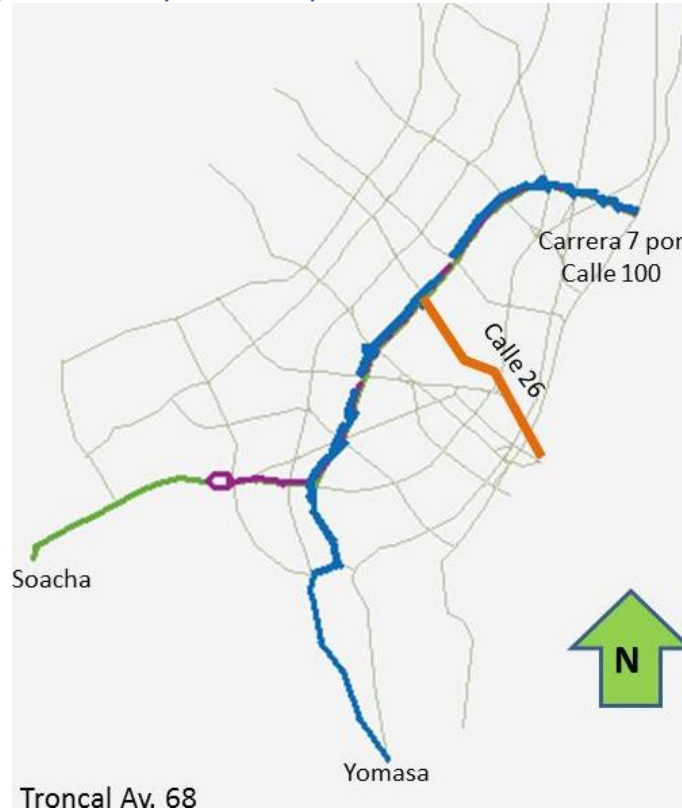 Carrera 7 por
Calle 100
Calle 26
Soacha
N
Yomasa
Troncal Av. 68